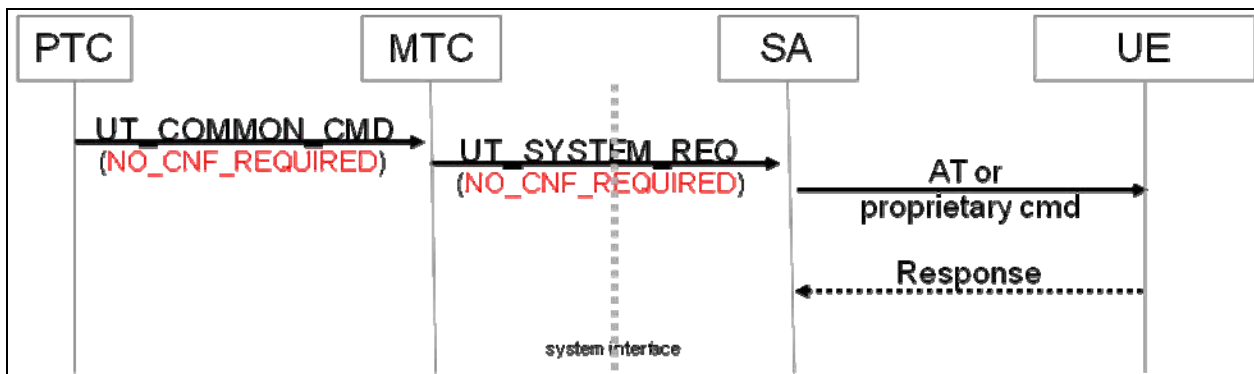 PTC
MTC
SA
UE
UT_COMMON_CMD
(NO_CNF_REQUIRED)
UT_SYSTEM_REQ
(NO_CNF_REQUIRED)
AT or
proprietary cmd
Response
system interface